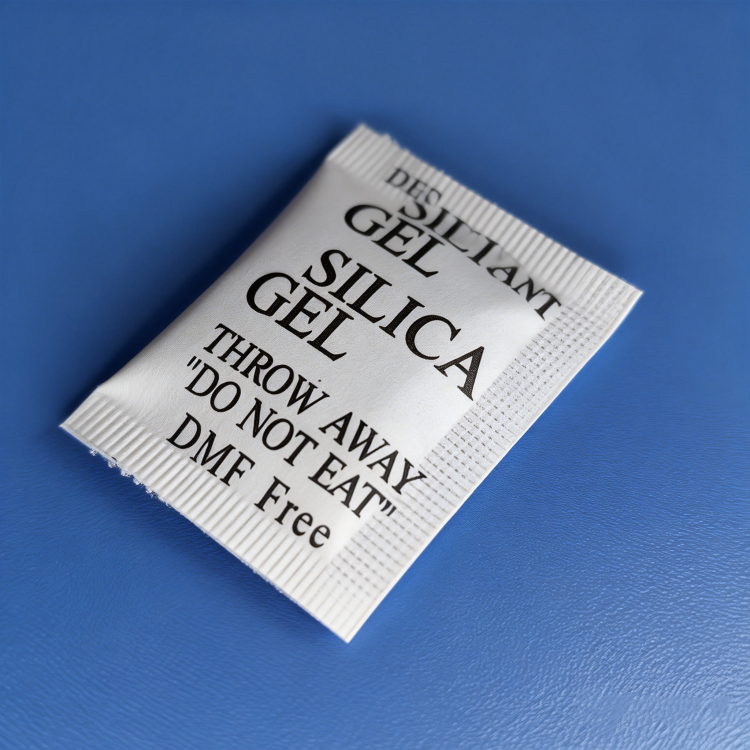 GEL
SILICA
GEL
THROW AWAY
"DO NOT EAT"
DMF Free